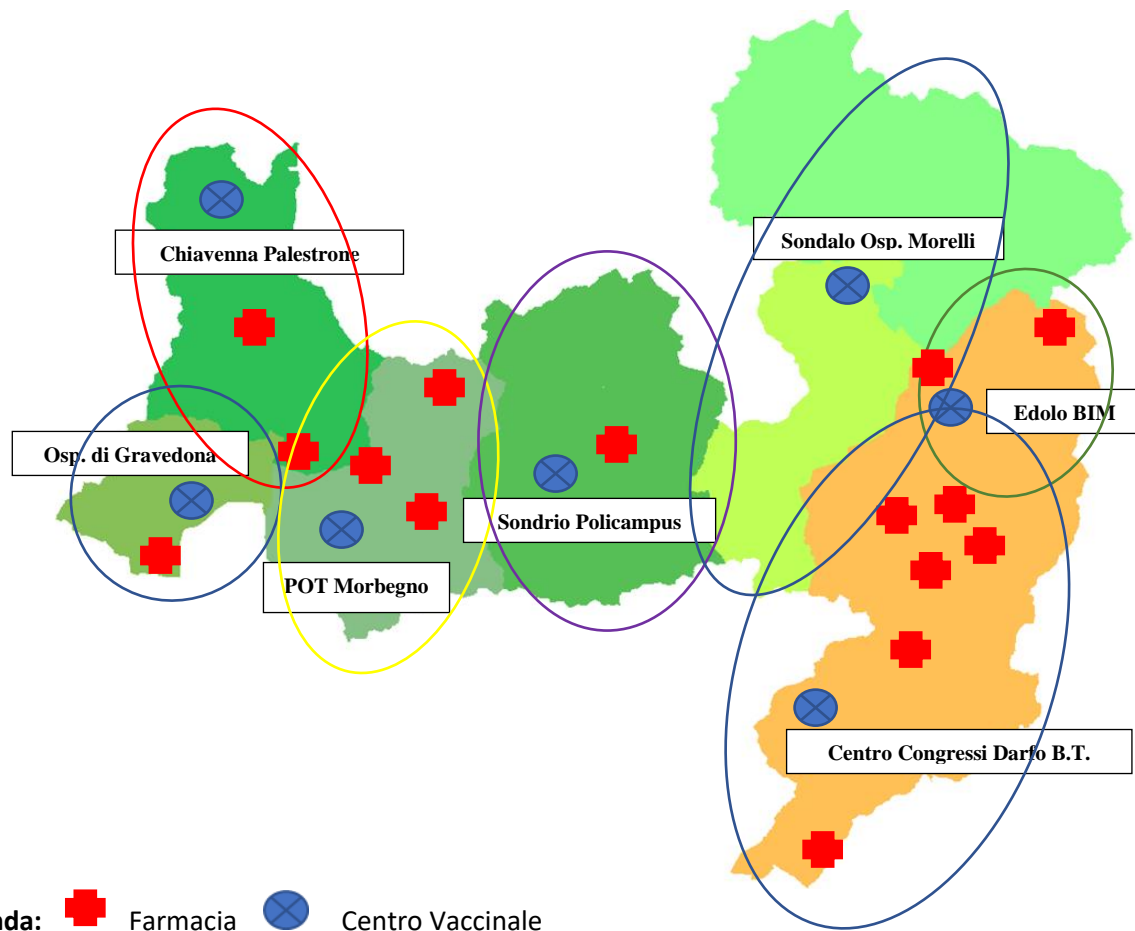 Chiavenna Palestrone
Sondalo Osp. Morelli
Edolo BIM
Osp. di Gravedona
Sondrio Policampus
POT Morbegno
Centro Congressi Darfo B.T.
nda: Farmacia Centro Vaccinale